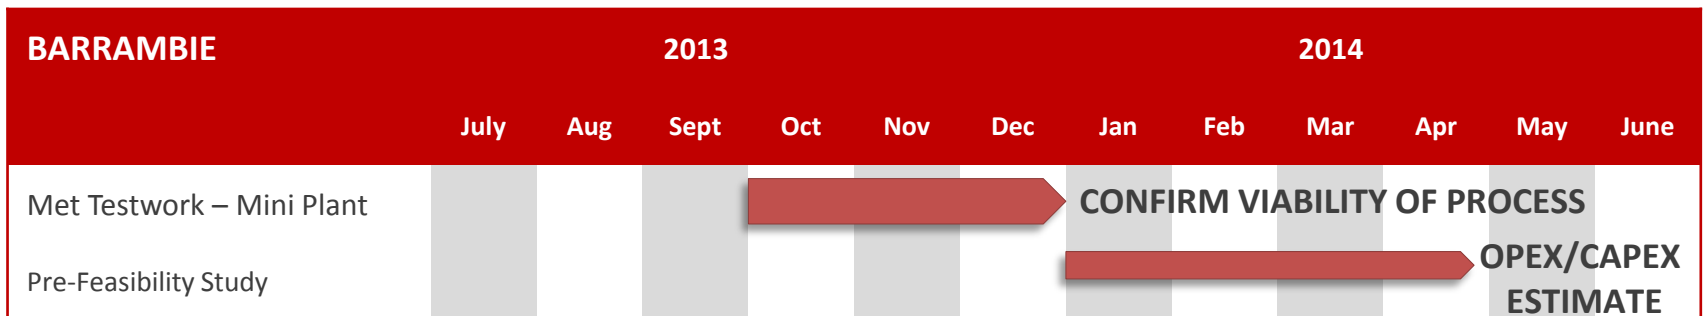 BARRAMBIE 2013 2014
July Aug Sept Oct Nov Dec Jan Feb Mar Apr May June
Met Testwork – Mini Plant CONFIRM VIABILITY OF PROCESS
Pre-Feasibility Study OPEX/CAPEX
ESTIMATE